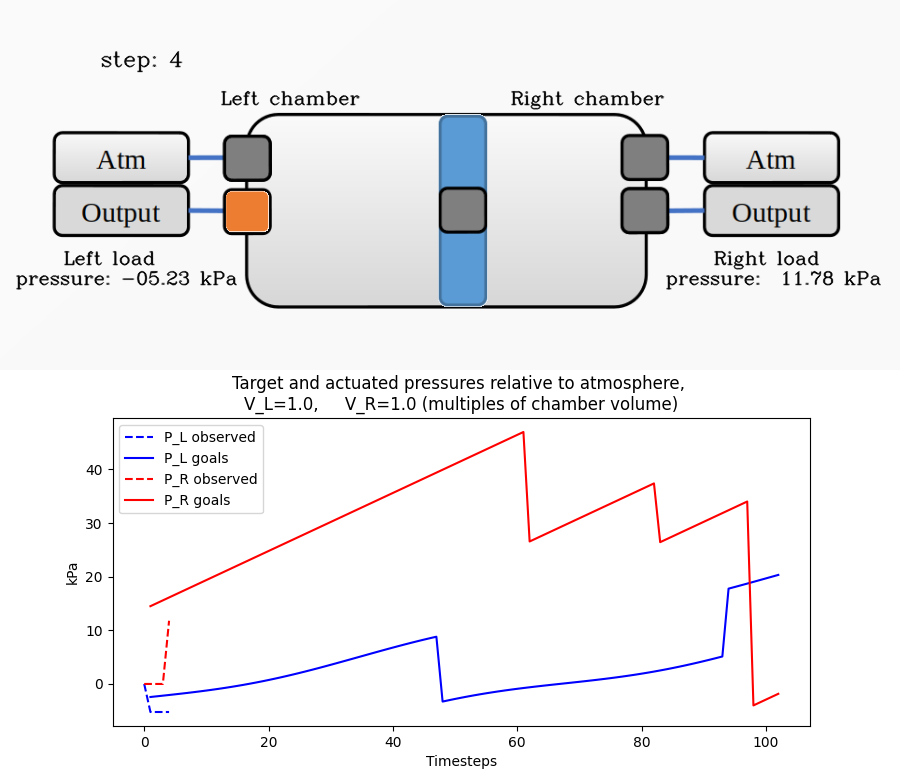 step: 4
Left chamber
Right chamber
Atm
Atm
Output
Output
Left load
pressure: -05.23 kPa
Right load
pressure: 11.78 kPa
Target and actuated pressures relative to atmosphere,
V_L=1.0, V_R=1.0 (multiples of chamber volume)
P_L observed
P_L goals
P_R observed
P_R goals
kPa
40
30
20
10
0
0 20 40 60 80 100
Timesteps